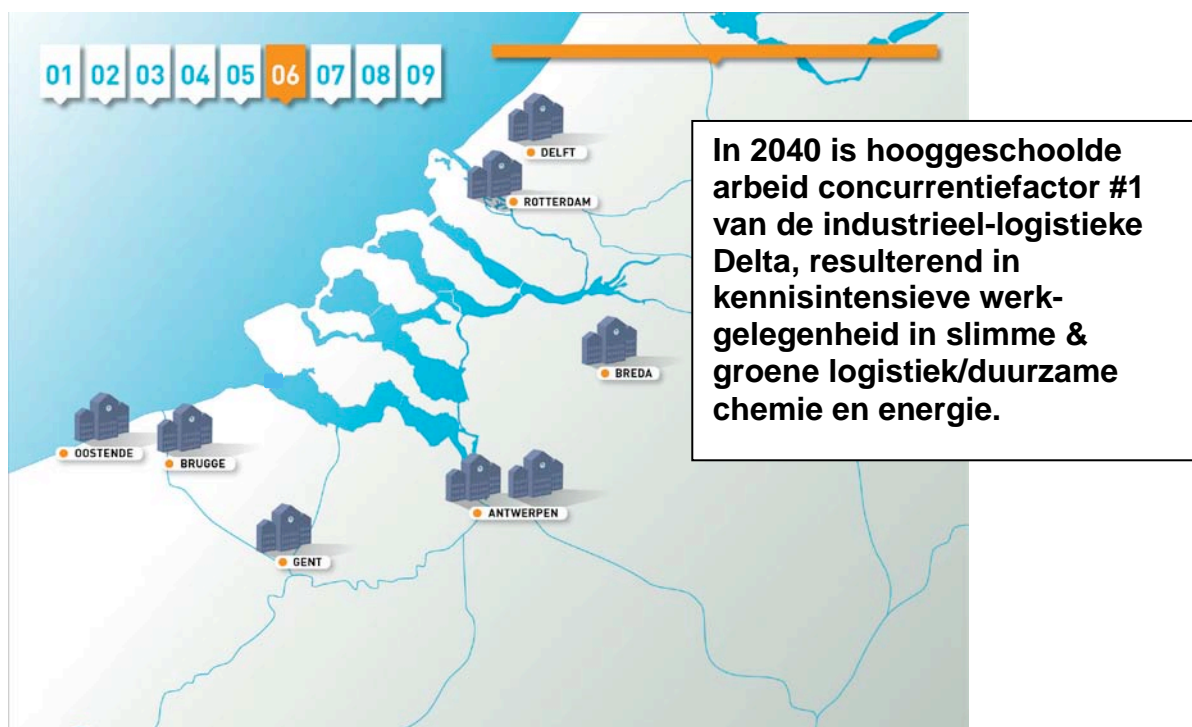 01 02 03 04 05 06 07 08 09
DELFT
ROTTERDAM
In 2040 is hooggeschoolde
arbeid concurrentiefactor #1
van de industrieel-logistieke
Delta, resulterend in
kennisintensieve werk-
gelegenheid in slimme &
groene logistiek/duurzame
chemie en energie.
BREDA
OOSTENDE
BRUGGE
ANTWERPEN
GENT